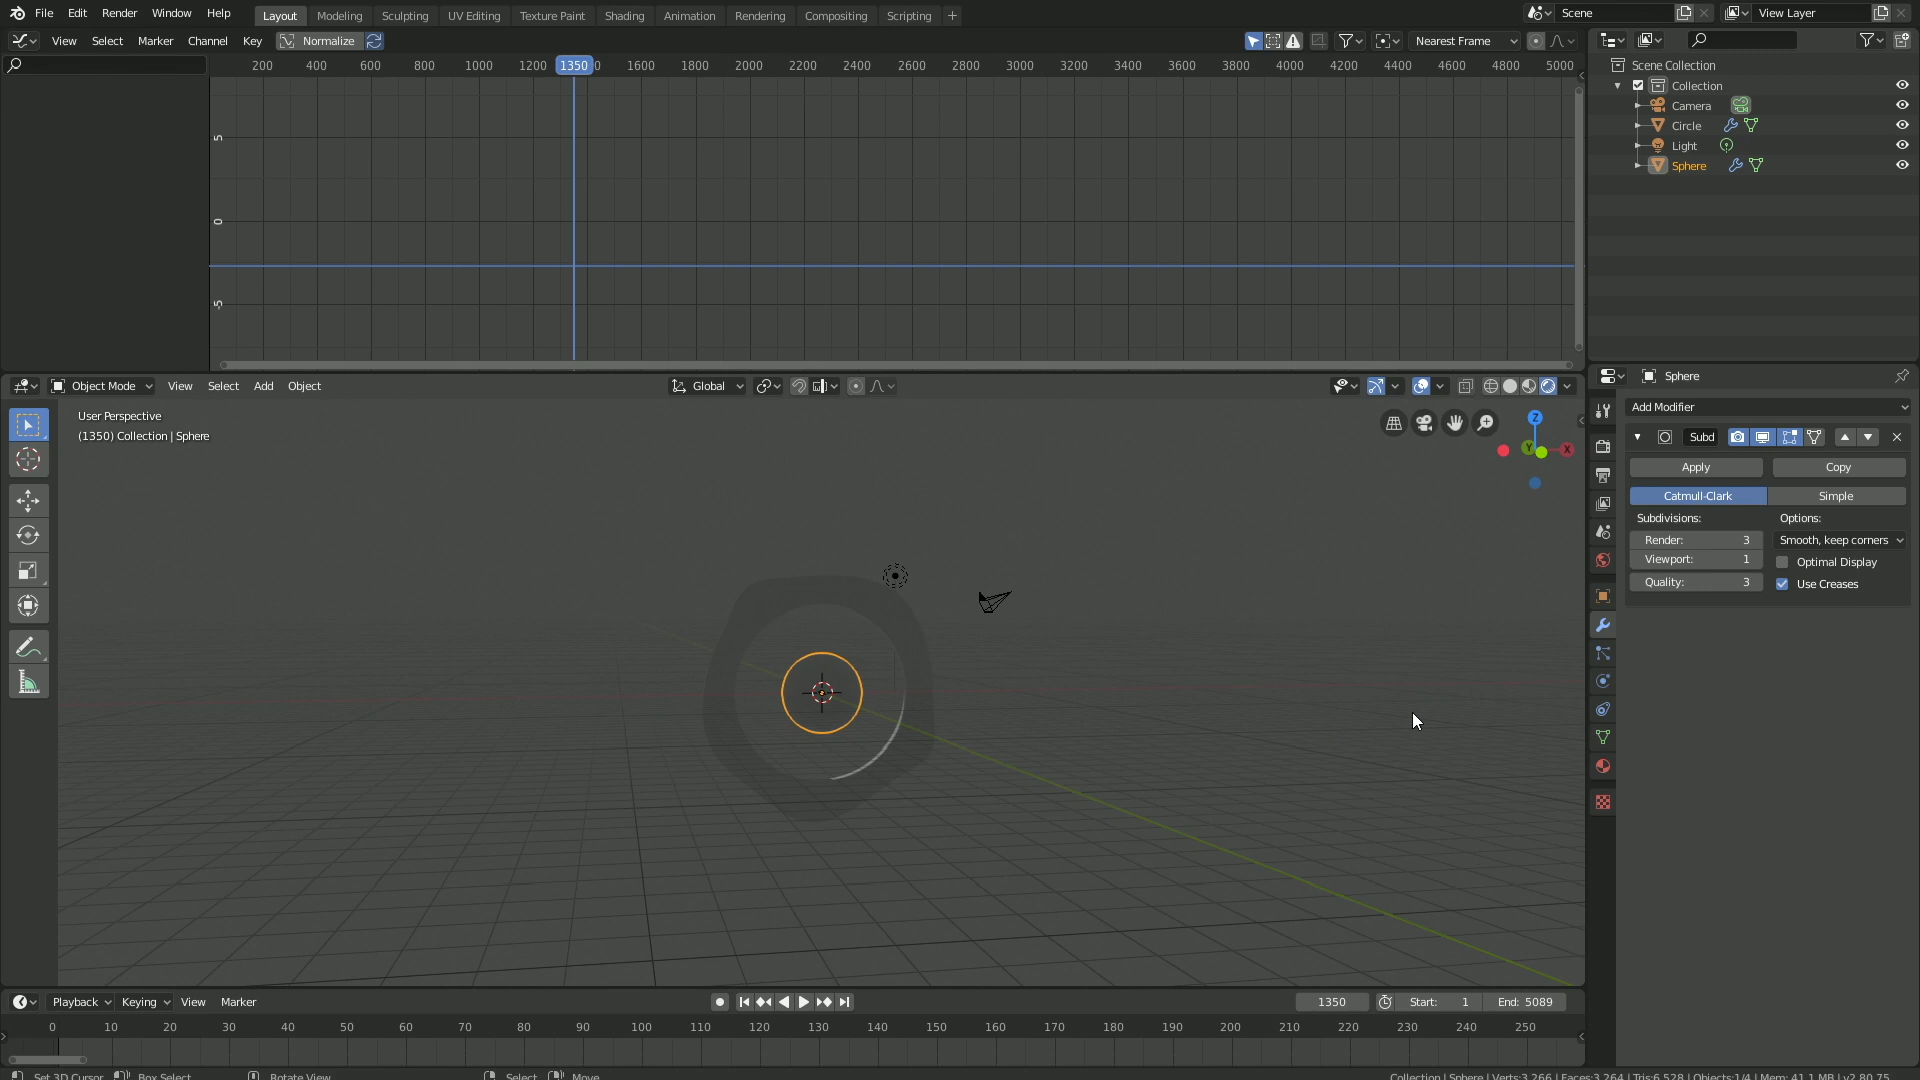 File Edit Render Window Help Layout Modeling Sculpting UV Editing Texture Paint Shading Animation Rendering Compositing Scripting + Scene View Layer
View Select Marker Channel Key Normalize Nearest Frame
200 400 600 800 1000 1200 1350 1600 1800 2000 2200 2400 2600 2800 3000 3200 3400 3600 3800 4000 4200 4400 4600 4800 5000
5
0
-5
Scene Collection
Collection
Camera
Circle
Light
Sphere
Object Mode View Select Add Object Global
User Perspective
(1350) Collection | Sphere
Z
Y
X
Sphere
Add Modifier
Subd
Apply Copy
Catmull-Clark Simple
Subdivisions: Options:
Render: 3 Smooth, keep corners
Viewport: 1 Optimal Display
Quality: 3 Use Creases
Playback Keying View Marker 1350 Start: 1 End: 5089
0 10 20 30 40 50 60 70 80 90 100 110 120 130 140 150 160 170 180 190 200 210 220 230 240 250
Set 3D Cursor Box Select Rotate View Select Move Collection | Sphere | Verts:3,266 | Faces:3,264 | Tris:6,528 | Objects:1/4 | Mem: 41.1 MB | v2.80.75